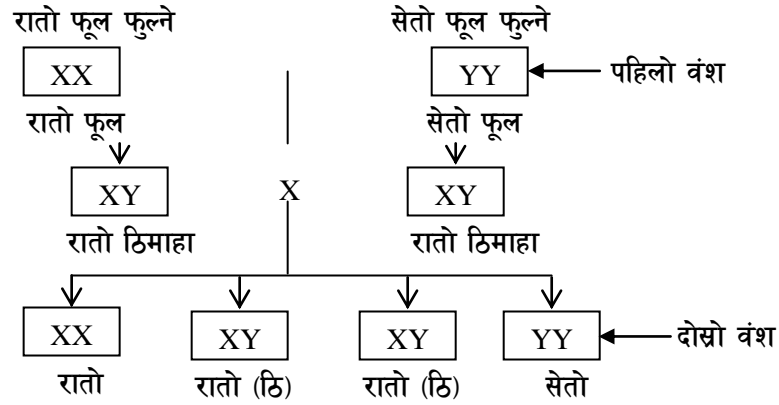 रातो फूल फुल्ने सेतो फूल फुल्ने
XX YY पहिलो वंश
रातो फूल सेतो फूल
XY X XY
रातो ठिमाहा रातो ठिमाहा
XX XY XY YY दोस्रो वंश
रातो रातो (ठि) रातो (ठि) सेतो